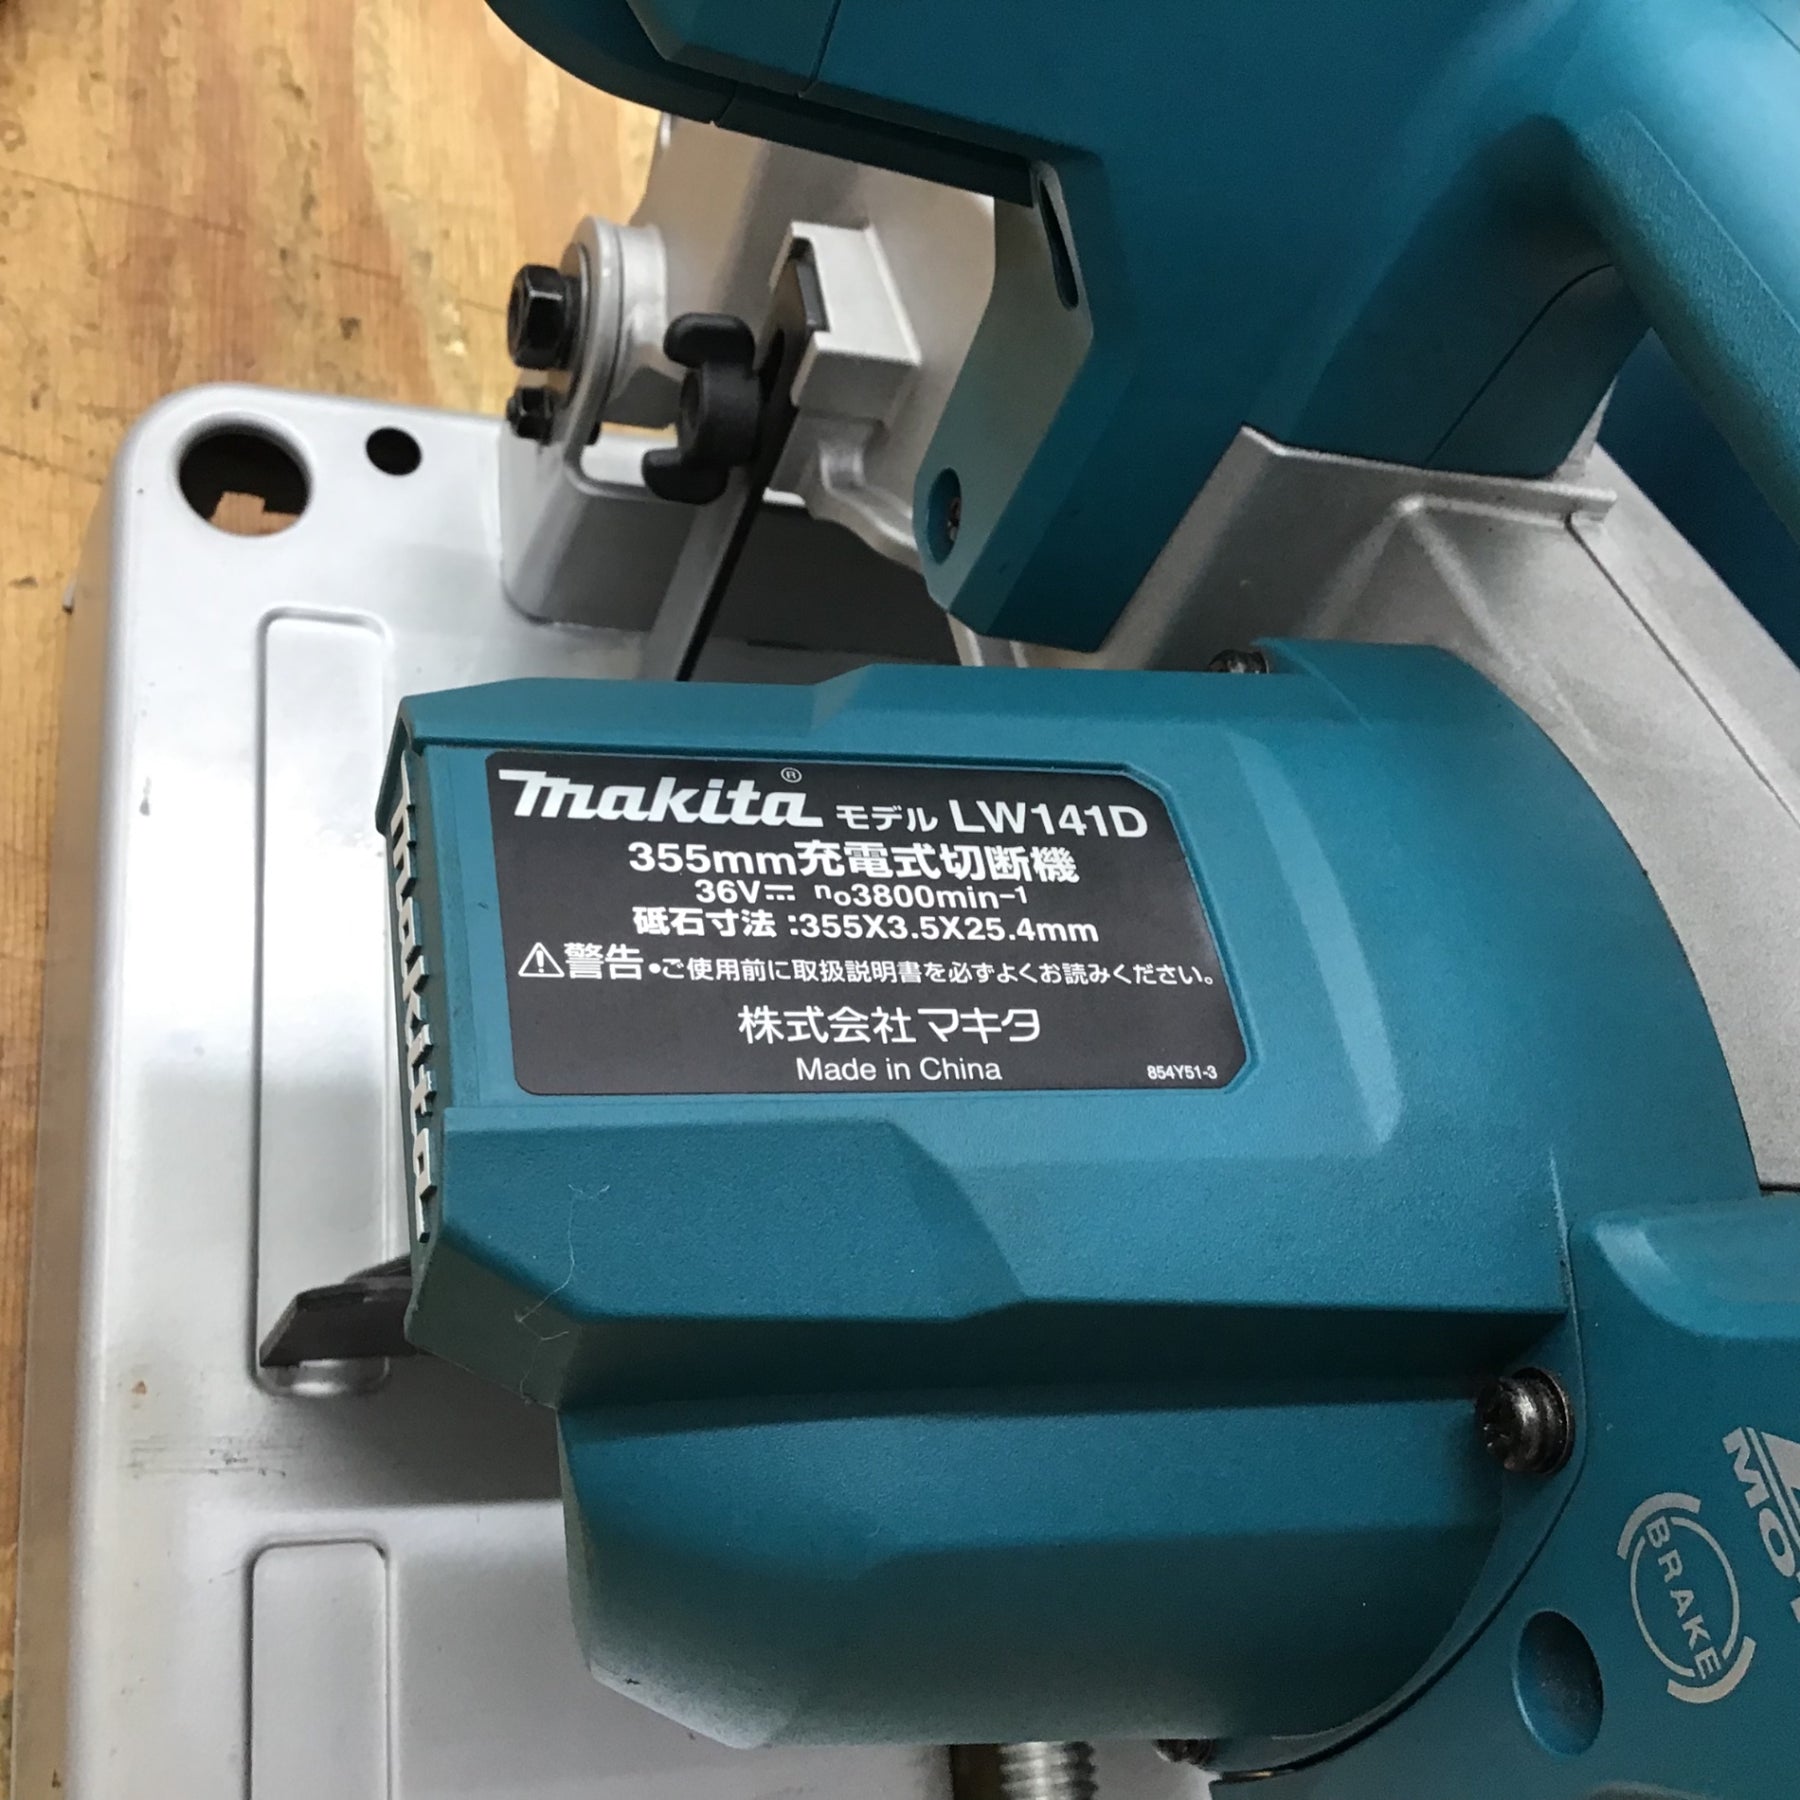 makita® モデル LW141D
355mm充電式切断機
36V⎓ n₀3800min⁻¹
砥石寸法:355X3.5X25.4mm
⚠警告•ご使用前に取扱説明書を必ずよくお読みください。
株式会社マキタ
Made in China
854Y51-3
makita
BRAKE